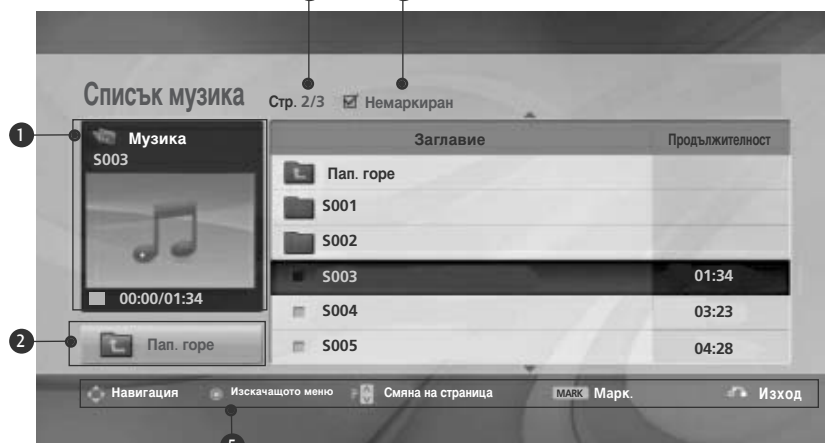 Списък музика Стр. 2/3 Немаркиран
1 Музика
S003
00:00/01:34
2 Пап. горе
Заглавие Продължителност
Пап. горе
S001
S002
S003 01:34
S004 03:23
S005 04:28
Навигация Изскачащото меню P Смяна на страница MARK Марк. Изход